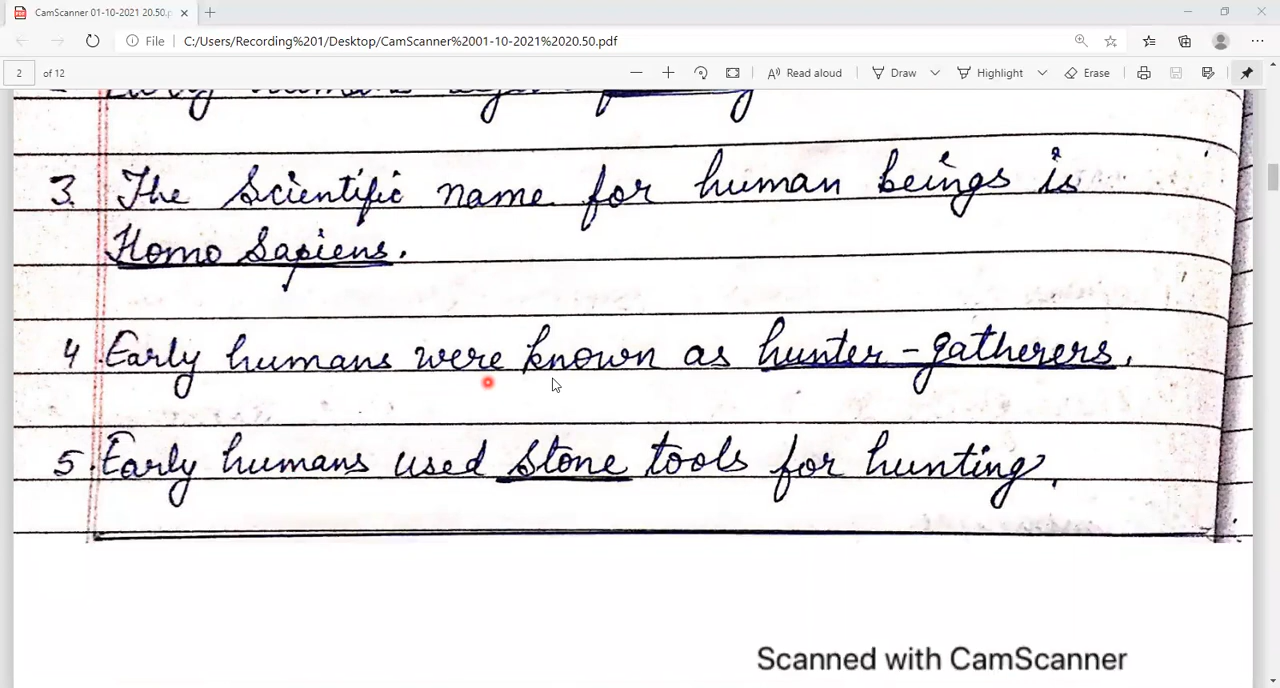 CamScanner 01-10-2021 20.50.p
File C:/Users/Recording%201/Desktop/CamScanner%2001-10-2021%2020.50.pdf
2 of 12 Read aloud Draw Highlight Erase
3. The Scientific name for human beings is
Homo Sapiens.
4 Early humans were known as hunter-gatherers.
5. Early humans used stone tools for hunting.
Scanned with CamScanner